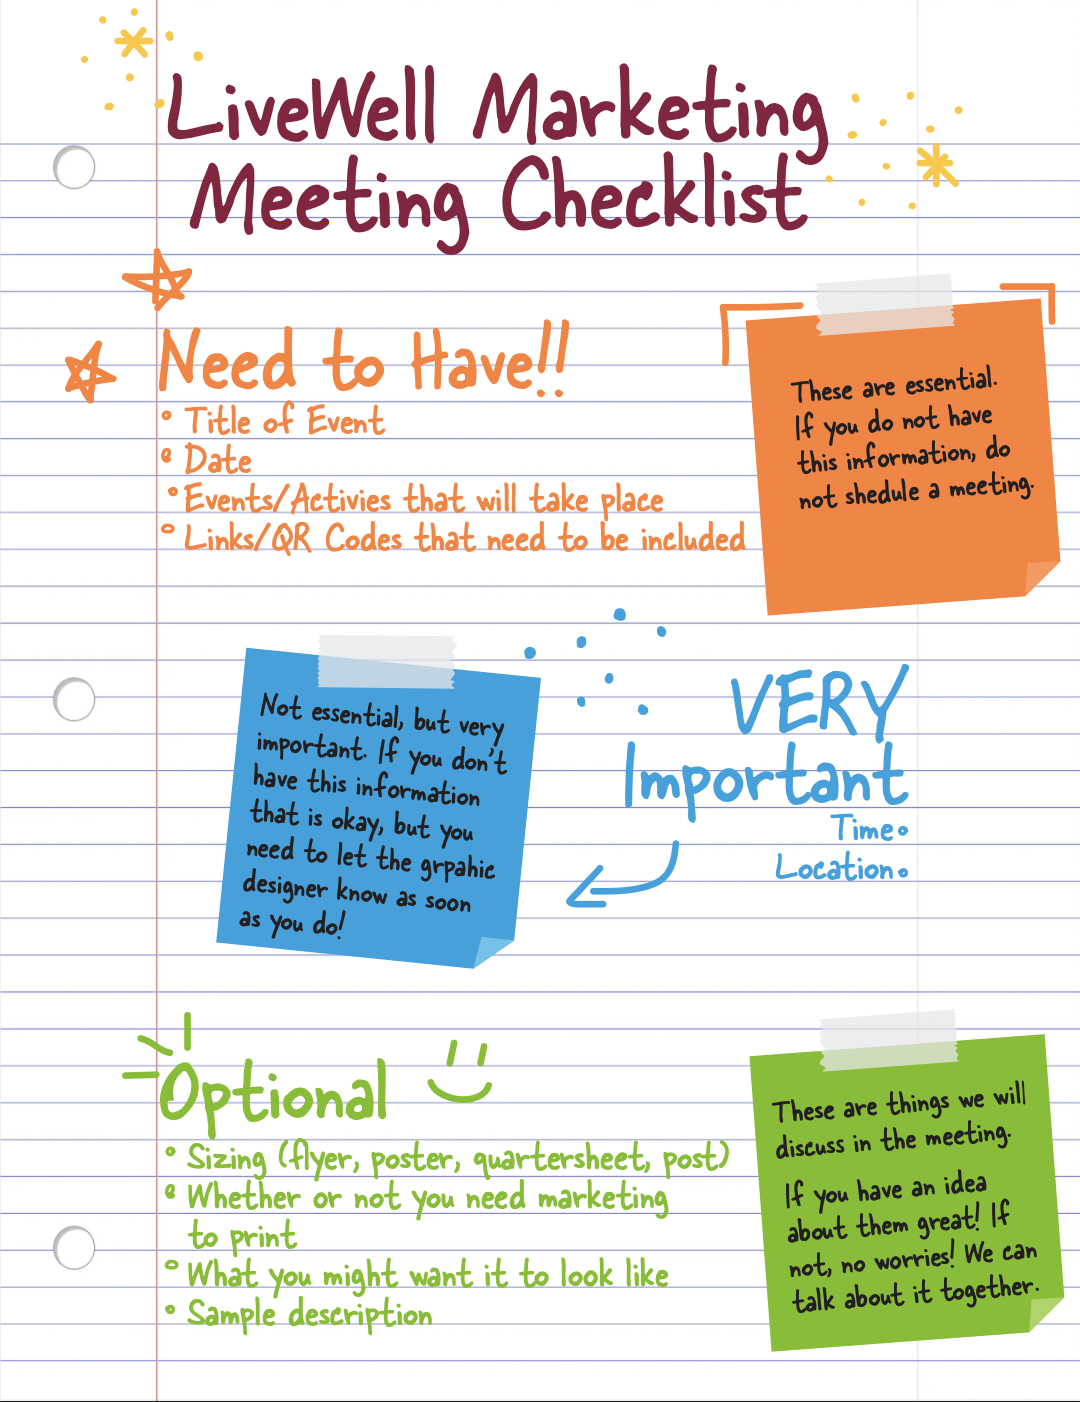 LiveWell Marketing
Meeting Checklist
Need to Have!!
Title of Event
Date
Events/Activies that will take place
Links/QR Codes that need to be included
These are essential.
If you do not have
this information, do
not shedule a meeting.
Not essential, but very
important. If you don't
have this information
that is okay, but you
need to let the grpahic
designer know as soon
as you do!
VERY
Important
Time
Location
Optional
Sizing (flyer, poster, quartersheet, post)
Whether or not you need marketing
to print
What you might want it to look like
Sample description
These are things we will
discuss in the meeting.
If you have an idea
about them great! If
not, no worries! We can
talk about it together.